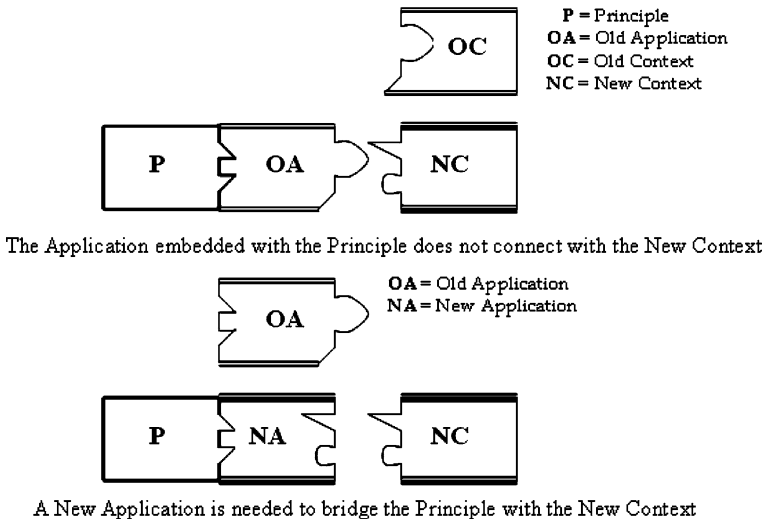 OC
P = Principle
OA = Old Application
OC = Old Context
NC = New Context
P OA NC
The Application embedded with the Principle does not connect with the New Context
OA
OA = Old Application
NA = New Application
P NA NC
A New Application is needed to bridge the Principle with the New Context